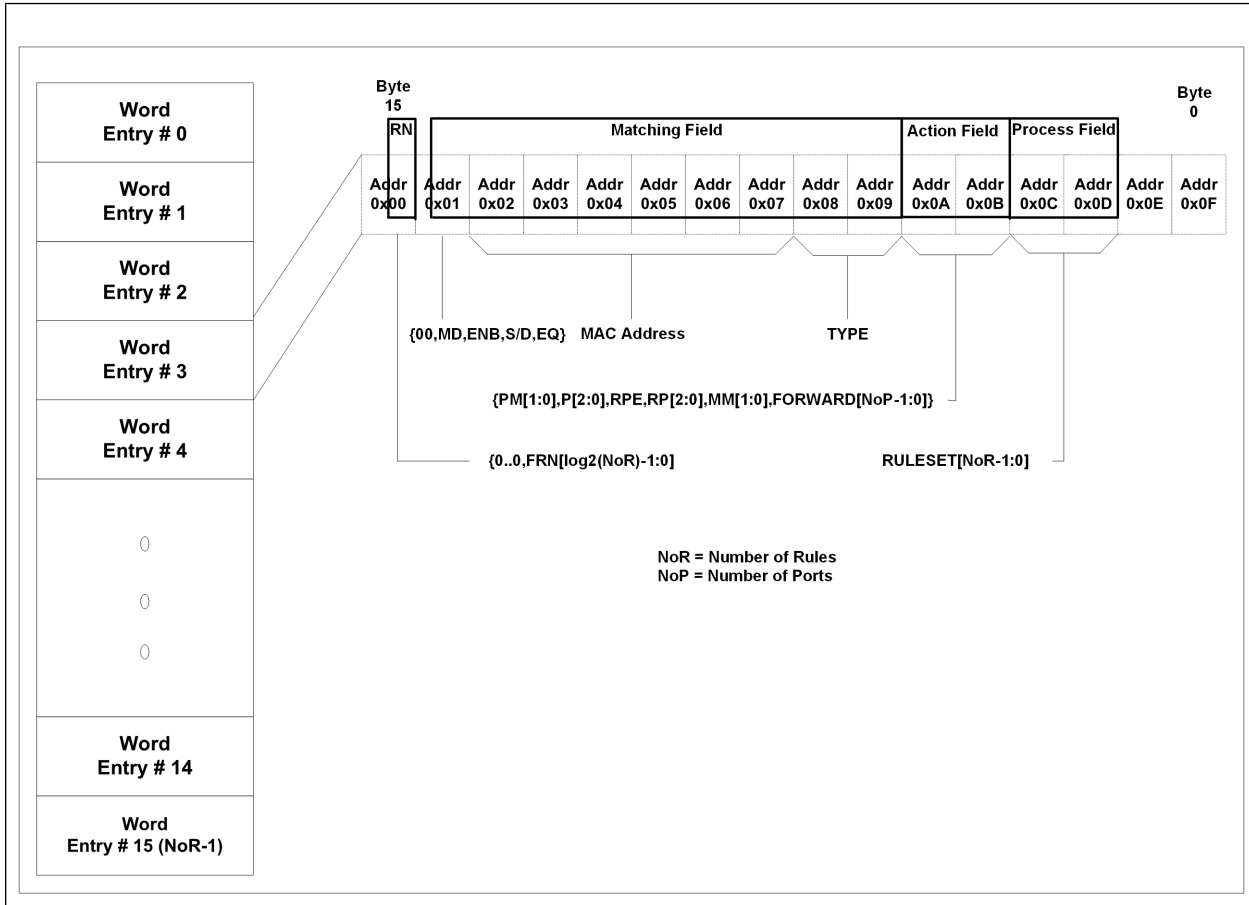 Word
Entry # 0
Word
Entry # 1
Word
Entry # 2
Word
Entry # 3
Word
Entry # 4
0
0
0
Word
Entry # 14
Word
Entry # 15 (NoR-1)
Byte
15
Byte
0
RN
Matching Field
Action Field
Process Field
Addr
0x00
Addr
0x01
Addr
0x02
Addr
0x03
Addr
0x04
Addr
0x05
Addr
0x06
Addr
0x07
Addr
0x08
Addr
0x09
Addr
0x0A
Addr
0x0B
Addr
0x0C
Addr
0x0D
Addr
0x0E
Addr
0x0F
{00,MD,ENB,S/D,EQ}
MAC Address
TYPE
{PM[1:0],P[2:0],RPE,RP[2:0],MM[1:0],FORWARD[NoP-1:0]}
{0..0,FRN[log2(NoR)-1:0]
RULESET[NoR-1:0]
NoR = Number of Rules
NoP = Number of Ports